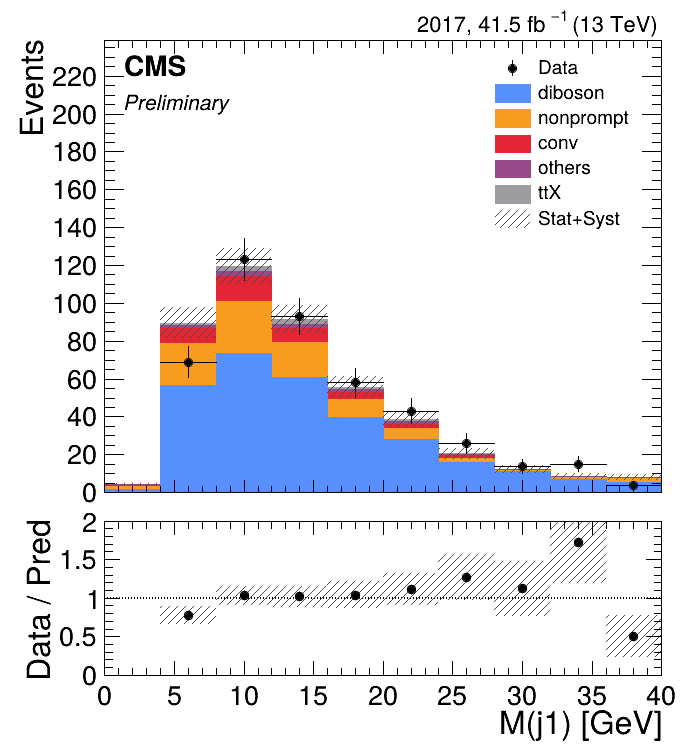 2017, 41.5 fb⁻¹ (13 TeV)
CMS
Preliminary
Events
Data
diboson
nonprompt
conv
others
ttX
Stat+Syst
220
200
180
160
140
120
100
80
60
40
20
0
Data / Pred
2
1.5
1
0.5
0
0 5 10 15 20 25 30 35 40
M(j1) [GeV]